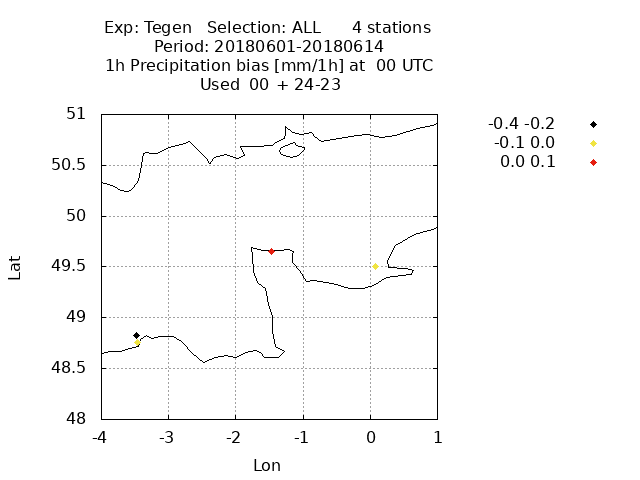 Exp: Tegen Selection: ALL 4 stations
Period: 20180601-20180614
1h Precipitation bias [mm/1h] at 00 UTC
Used 00 + 24-23
-0.4 -0.2
-0.1 0.0
0.0 0.1
51
50.5
50
49.5
49
48.5
48
Lat
-4 -3 -2 -1 0 1
Lon